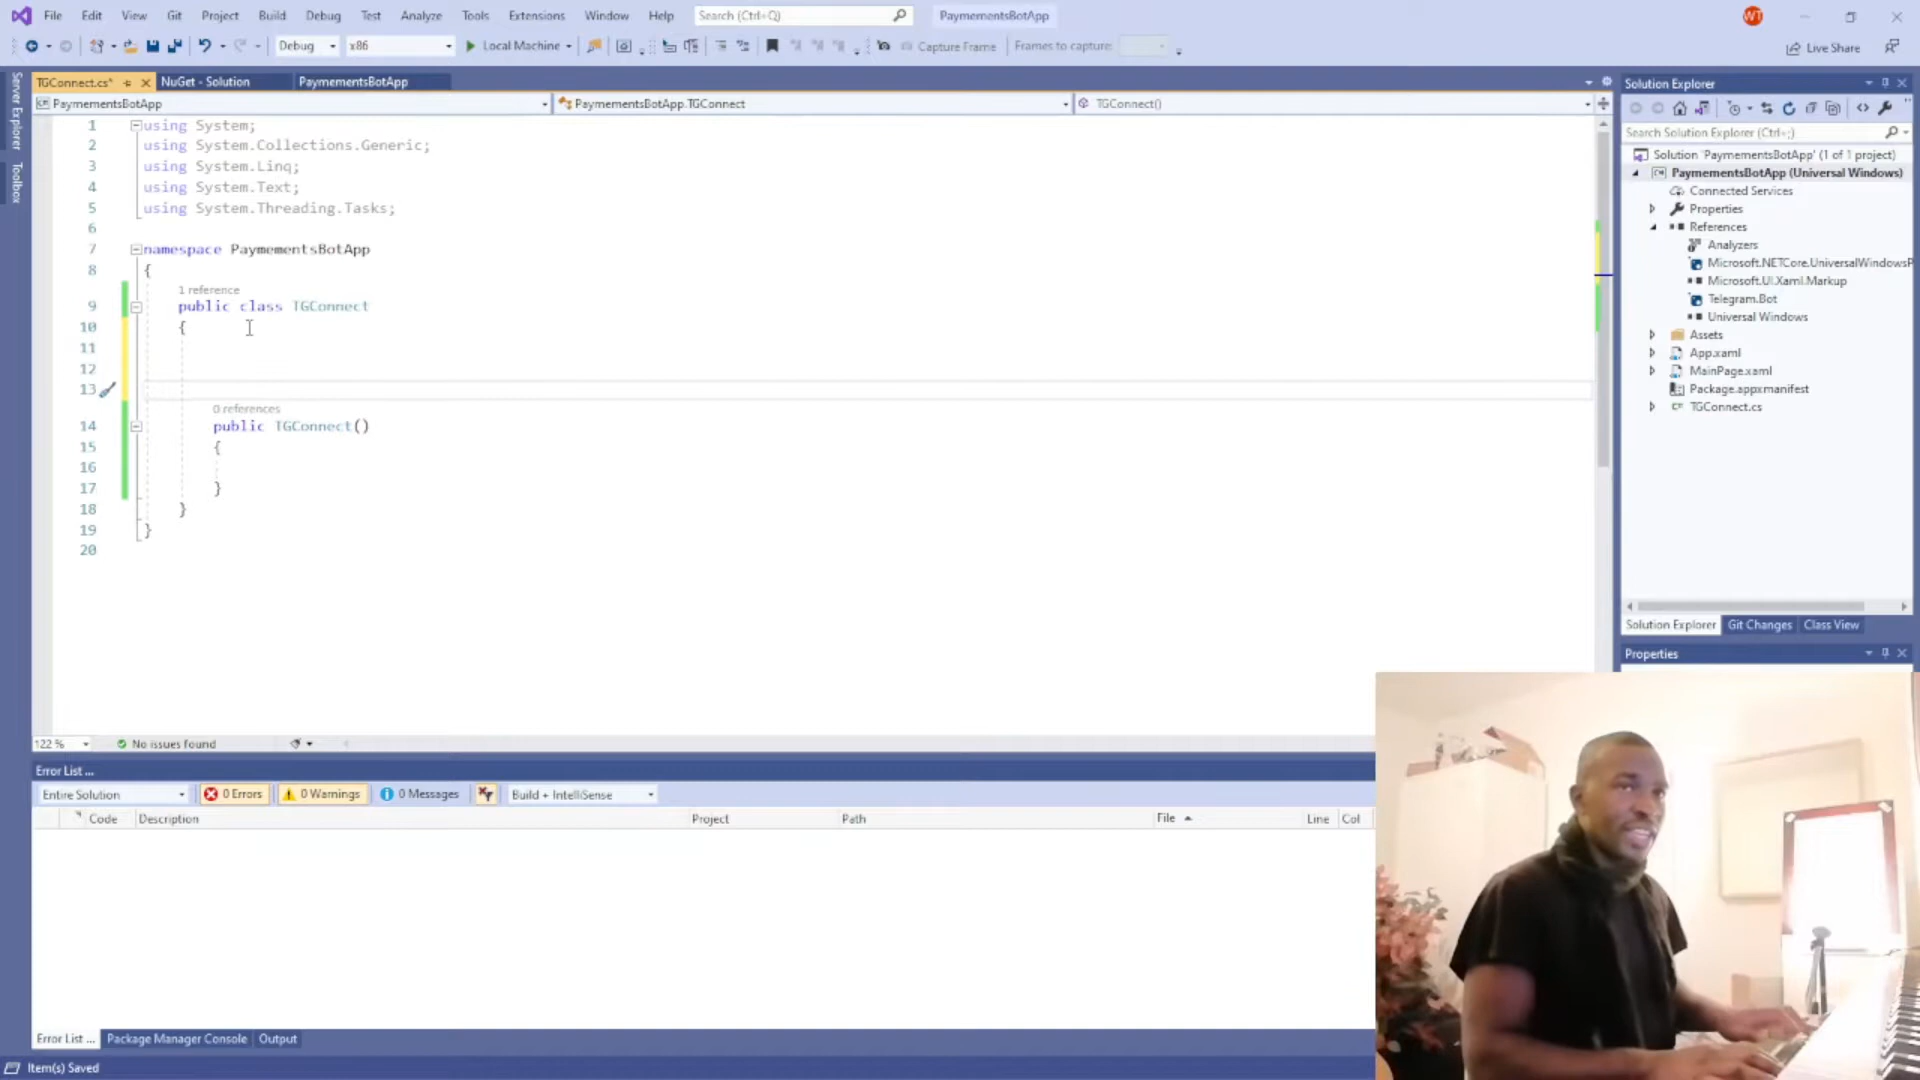 File Edit View Git Project Build Debug Test Analyze Tools Extensions Window Help Search (Ctrl+Q) PaymementsBotApp WT
Debug x86 Local Machine Capture Frame Frames to capture: Live Share
Server Explorer
Toolbox
TGConnect.cs* NuGet - Solution PaymementsBotApp
PaymementsBotApp PaymementsBotApp.TGConnect TGConnect()
1 using System;
2 using System.Collections.Generic;
3 using System.Linq;
4 using System.Text;
5 using System.Threading.Tasks;
6
7 namespace PaymementsBotApp
8 {
1 reference
9 public class TGConnect
10 {
11
12
13
0 references
14 public TGConnect()
15 {
16
17 }
18 }
19 }
20
122 % No issues found
Solution Explorer
Search Solution Explorer (Ctrl+;)
Solution 'PaymementsBotApp' (1 of 1 project)
PaymementsBotApp (Universal Windows)
Connected Services
Properties
References
Analyzers
Microsoft.NETCore.UniversalWindowsP
Microsoft.UI.Xaml.Markup
Telegram.Bot
Universal Windows
Assets
App.xaml
MainPage.xaml
Package.appxmanifest
TGConnect.cs
Solution Explorer Git Changes Class View
Properties
Error List ...
Entire Solution 0 Errors 0 Warnings 0 Messages Build + IntelliSense
Code Description Project Path File Line Col
Error List ... Package Manager Console Output
Item(s) Saved